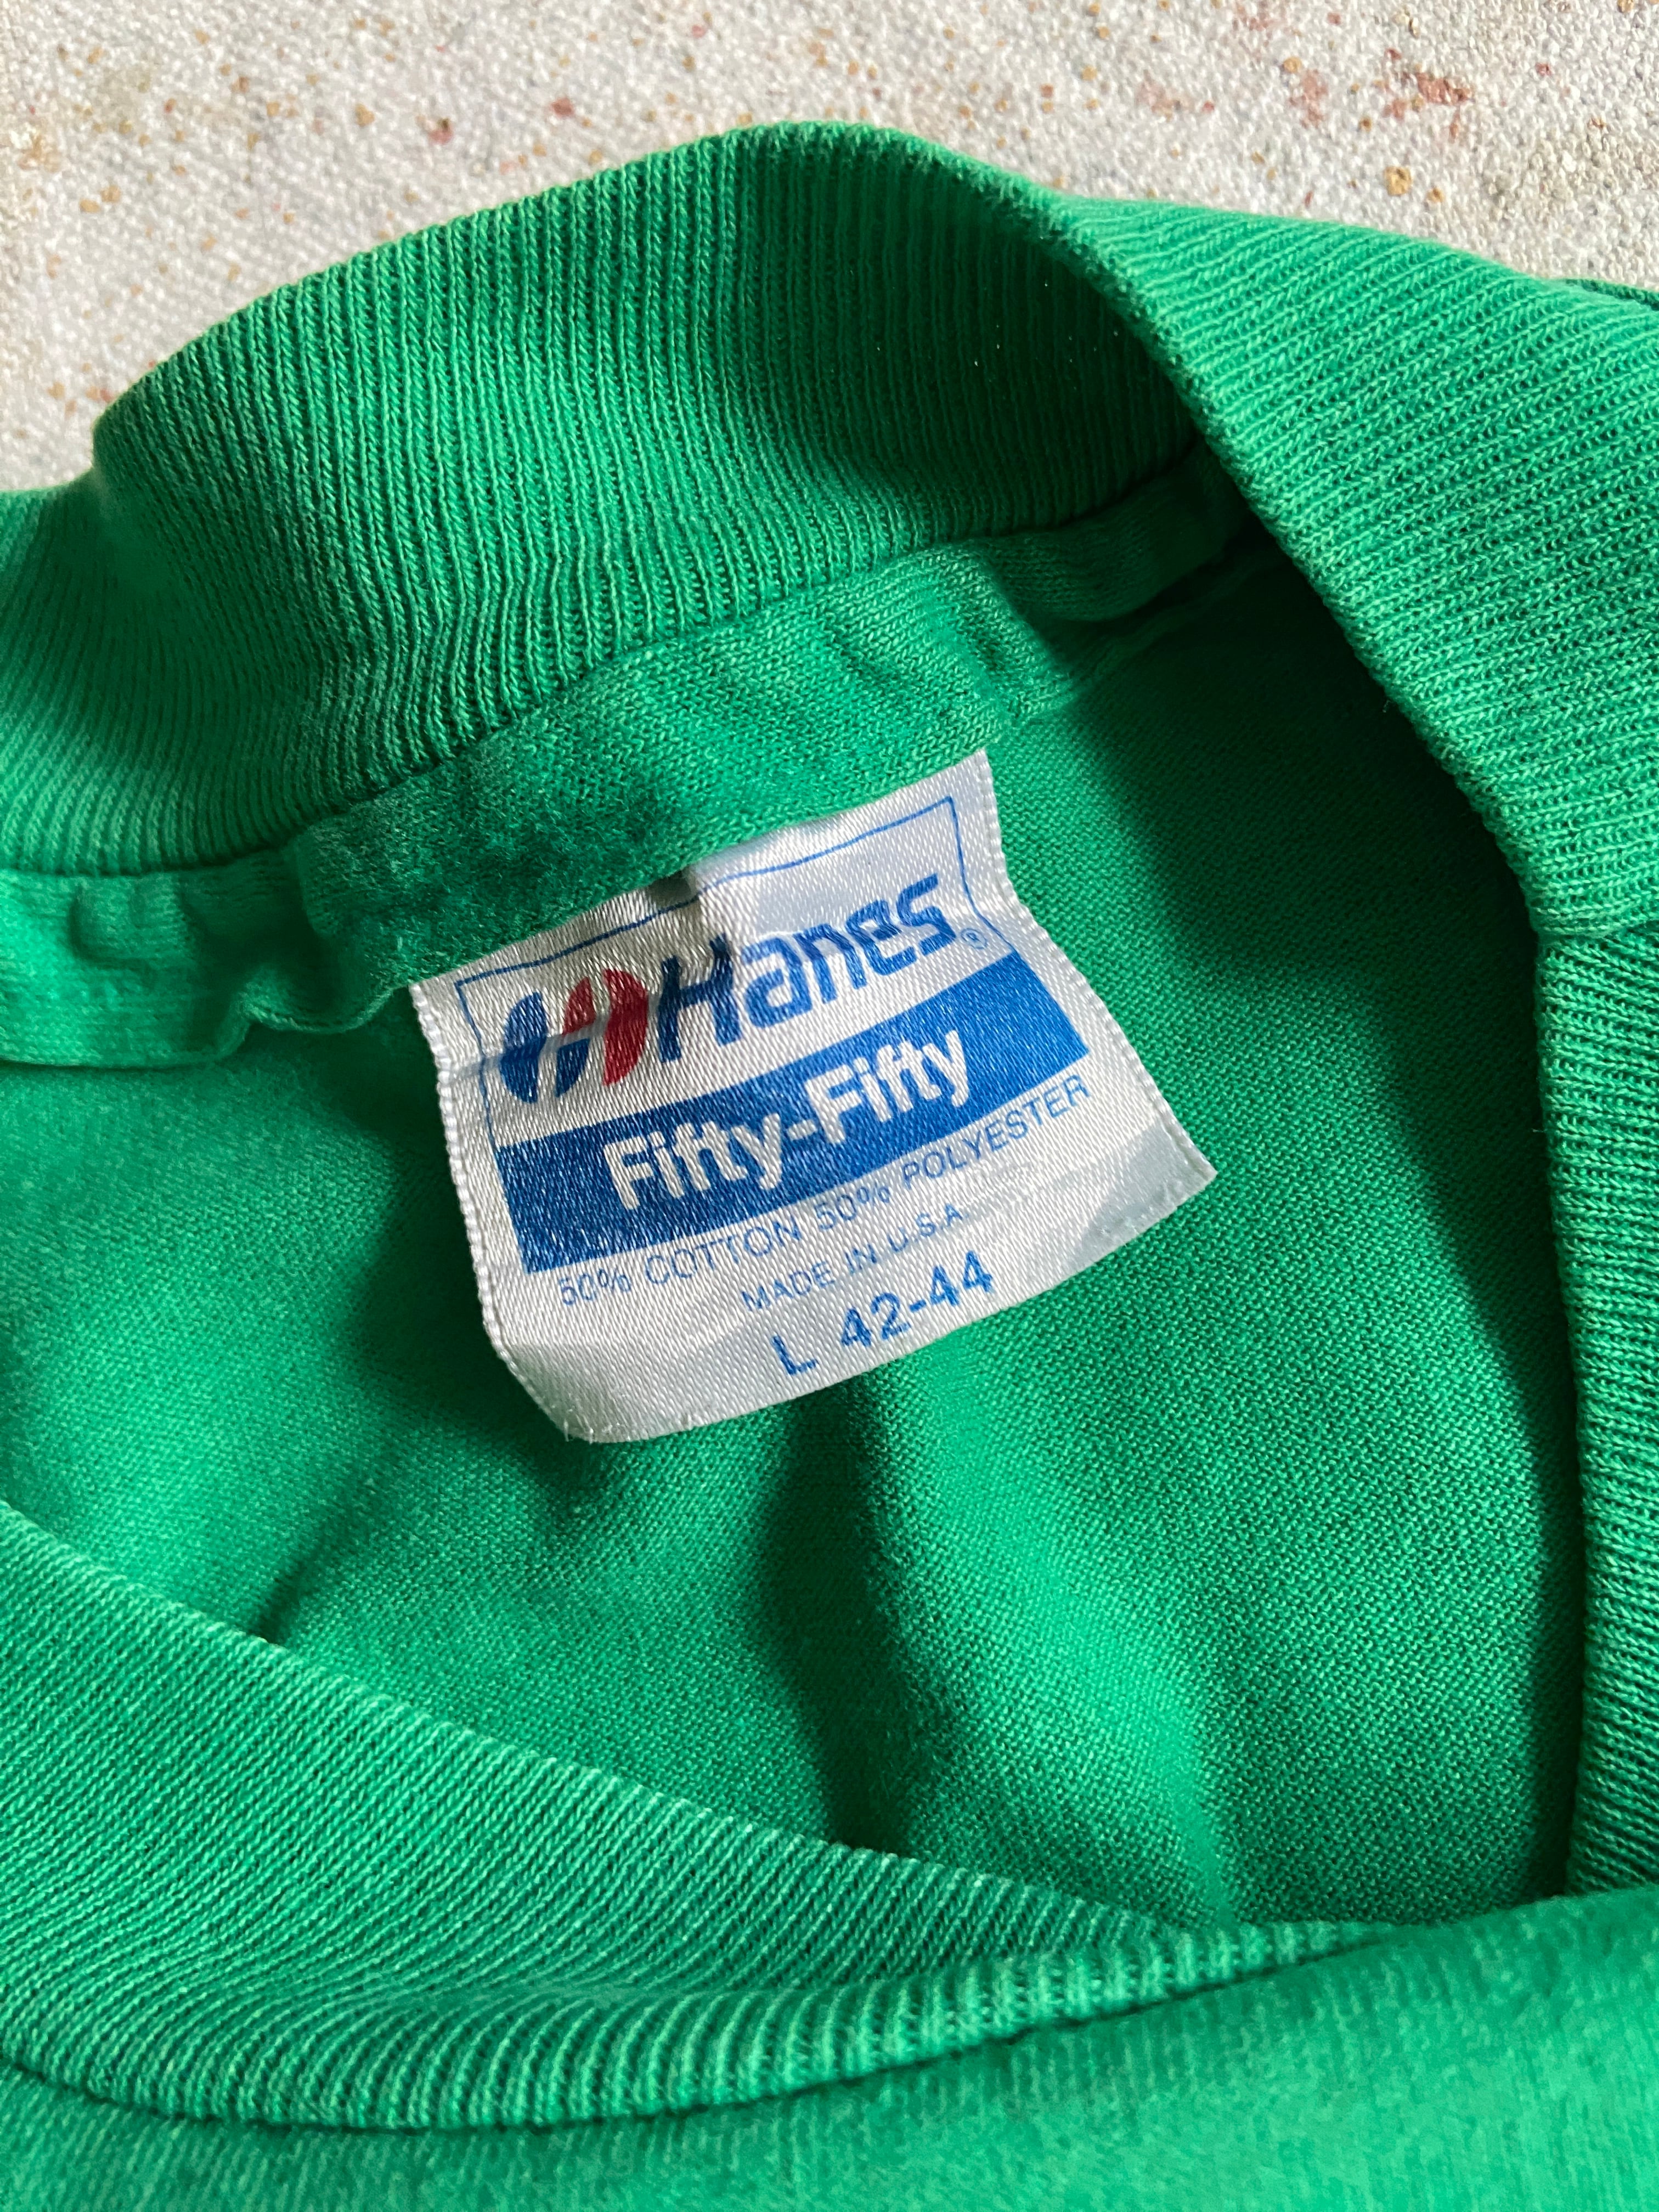 Hanes®
Fifty-Fifty
50% COTTON 50% POLYESTER
MADE IN U.S.A.
L 42-44